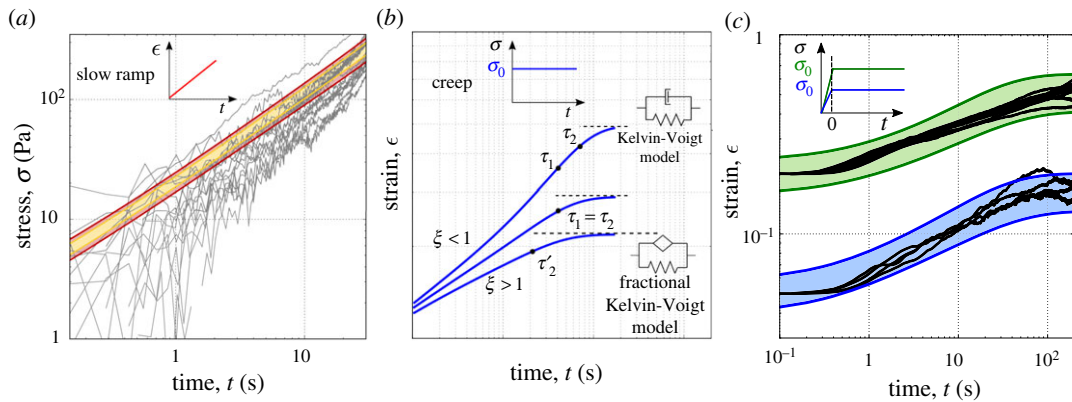 (a)
10²
10
1
stress, σ (Pa)
slow ramp
ϵ
t
1
10
time, t (s)
(b)
strain, ϵ
creep
σ
σ₀
t
Kelvin-Voigt
model
τ₂
τ₁
τ₁ = τ₂
ξ < 1
ξ > 1
τ′₂
fractional
Kelvin-Voigt
model
time, t (s)
(c)
1
10⁻¹
strain, ϵ
σ
σ₀
σ₀
0
t
10⁻¹
1
10
10²
time, t (s)